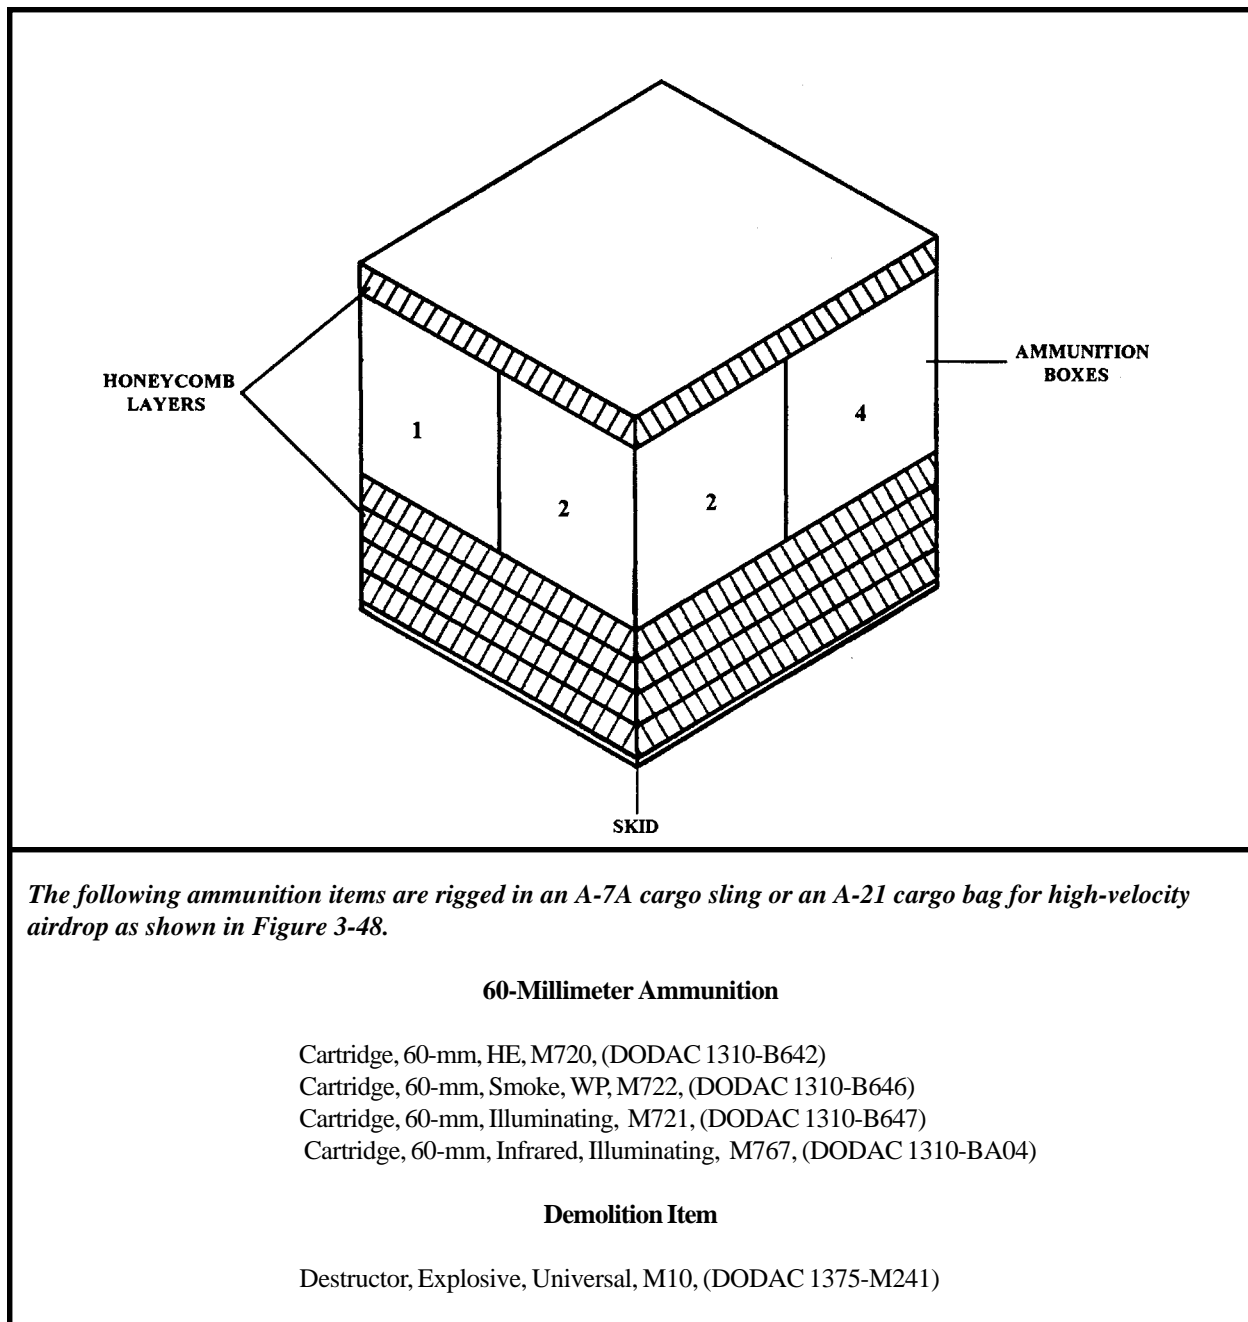 HONEYCOMB
LAYERS
AMMUNITION
BOXES
1
2
2
4
SKID
The following ammunition items are rigged in an A-7A cargo sling or an A-21 cargo bag for high-velocity
airdrop as shown in Figure 3-48.
60-Millimeter Ammunition
Cartridge, 60-mm, HE, M720, (DODAC 1310-B642)
Cartridge, 60-mm, Smoke, WP, M722, (DODAC 1310-B646)
Cartridge, 60-mm, Illuminating, M721, (DODAC 1310-B647)
Cartridge, 60-mm, Infrared, Illuminating, M767, (DODAC 1310-BA04)
Demolition Item
Destructor, Explosive, Universal, M10, (DODAC 1375-M241)